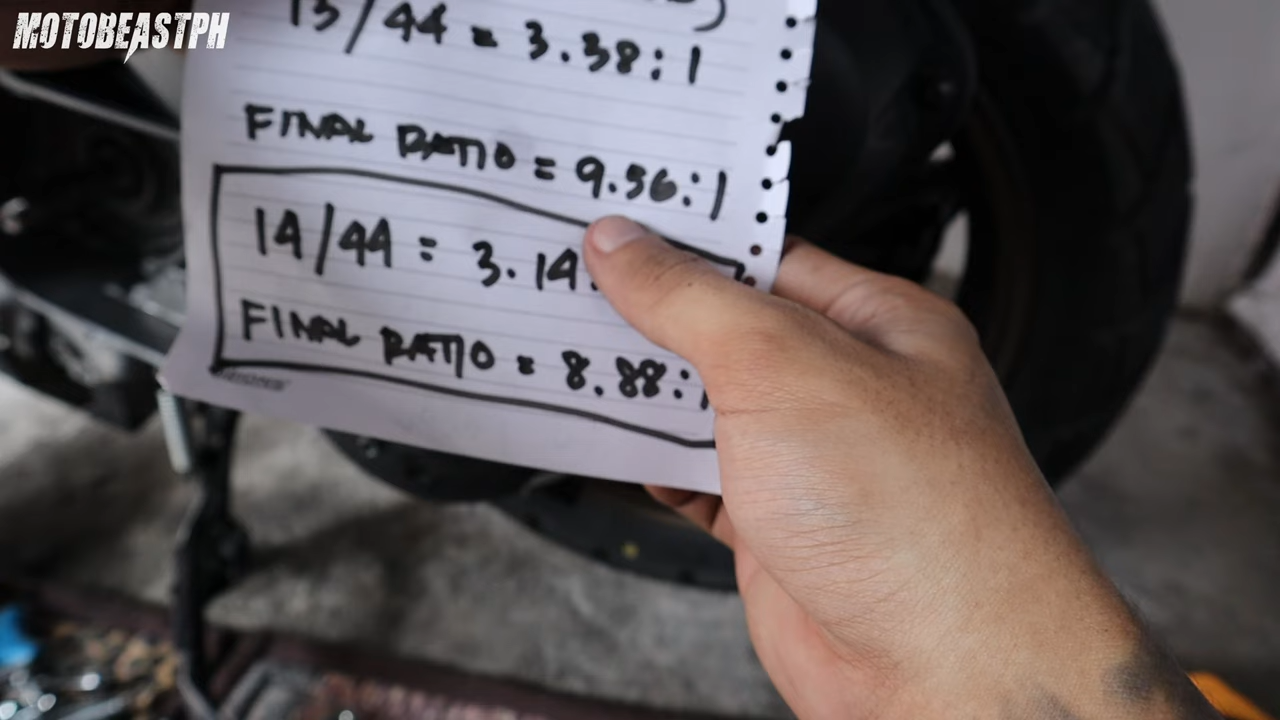 MOTOBEASTPH
13/44 = 3.38:1
FINAL RATIO = 9.56:1
14/44 = 3.14:
FINAL RATIO = 8.88:1